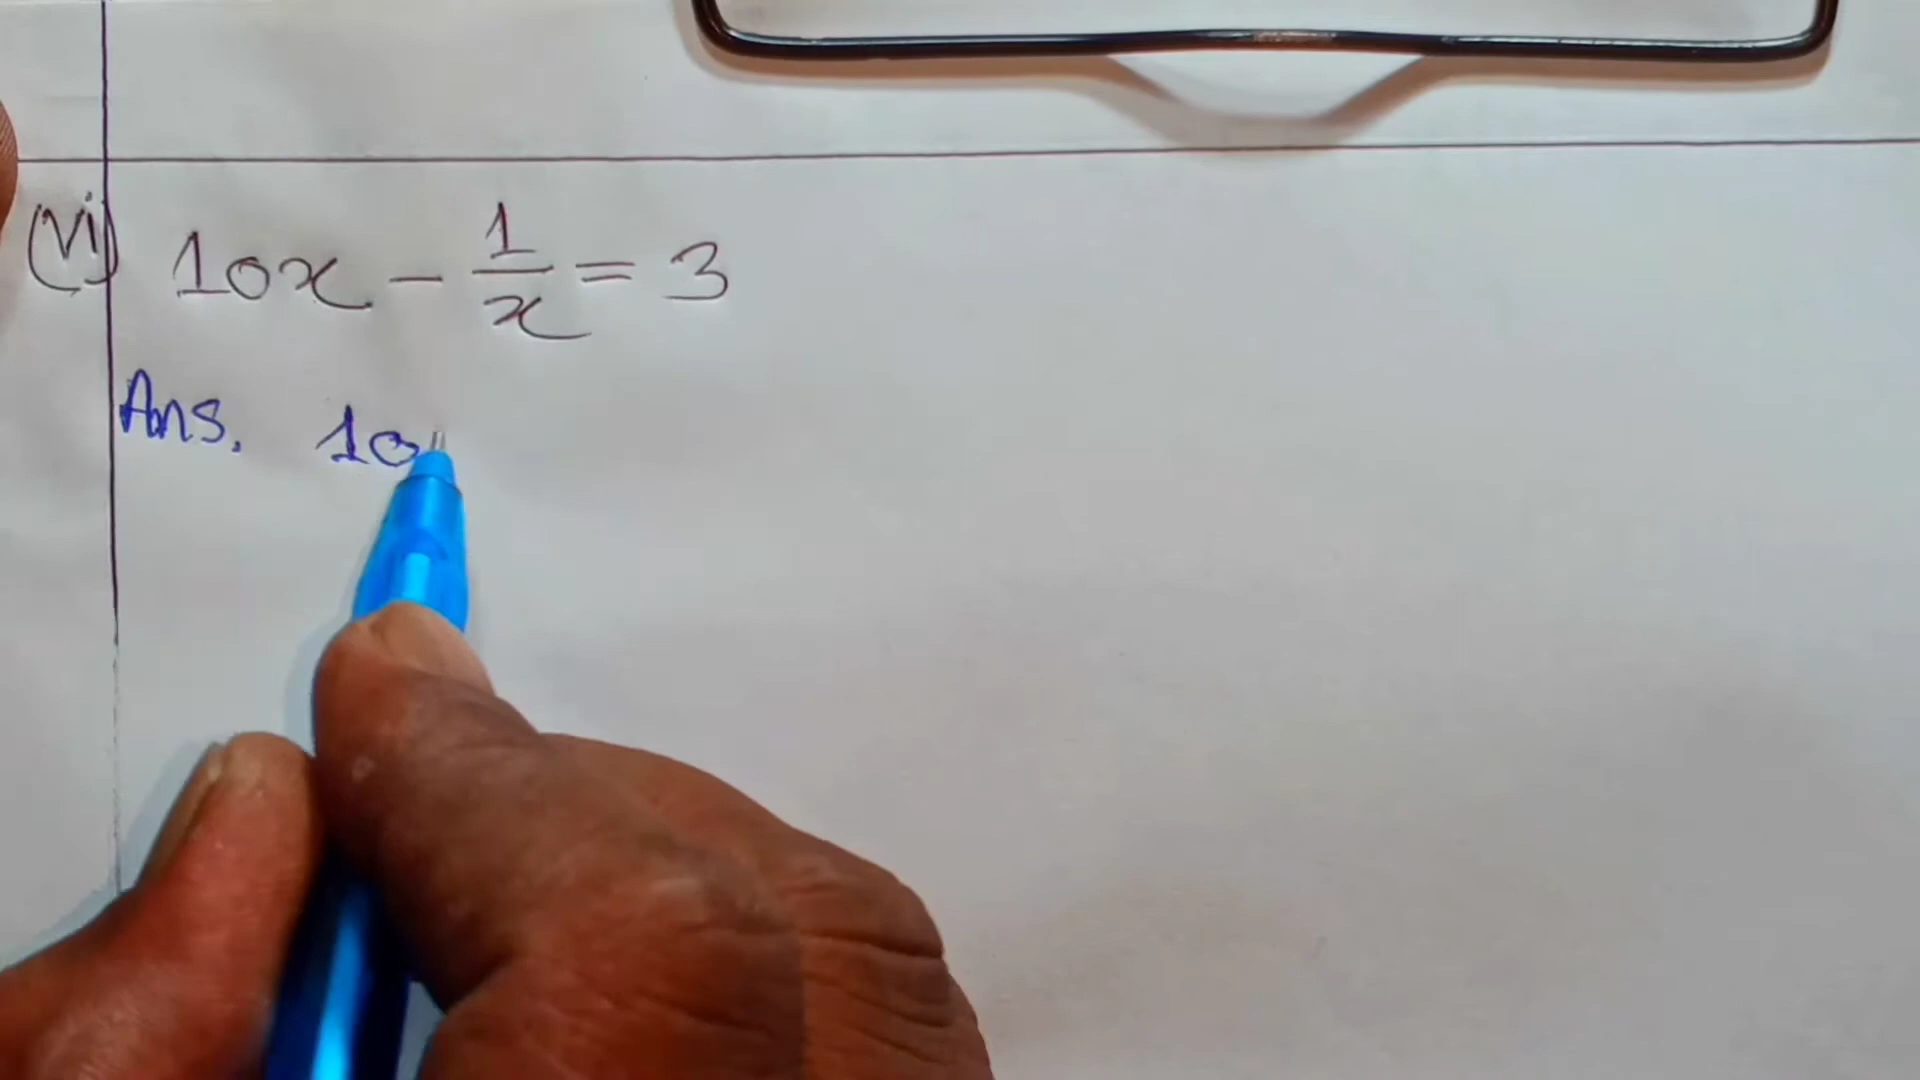 (vi) 10x - 1/x = 3
Ans. 10